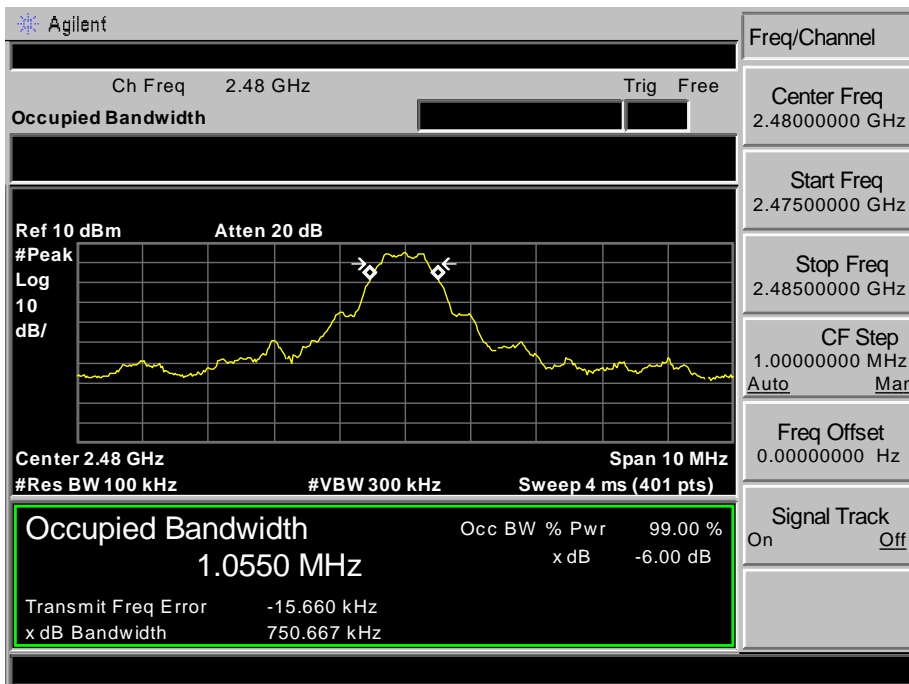 Agilent
Freq/Channel
Ch Freq 2.48 GHz Trig Free
Occupied Bandwidth
Center Freq
2.48000000 GHz
Start Freq
2.47500000 GHz
Stop Freq
2.48500000 GHz
CF Step
1.00000000 MHz
Auto Mar
Freq Offset
0.00000000 Hz
Signal Track
On Off
Ref 10 dBm Atten 20 dB
#Peak
Log
10
dB/
Center 2.48 GHz Span 10 MHz
#Res BW 100 kHz #VBW 300 kHz Sweep 4 ms (401 pts)
Occupied Bandwidth Occ BW % Pwr 99.00 %
1.0550 MHz x dB -6.00 dB
Transmit Freq Error -15.660 kHz
x dB Bandwidth 750.667 kHz